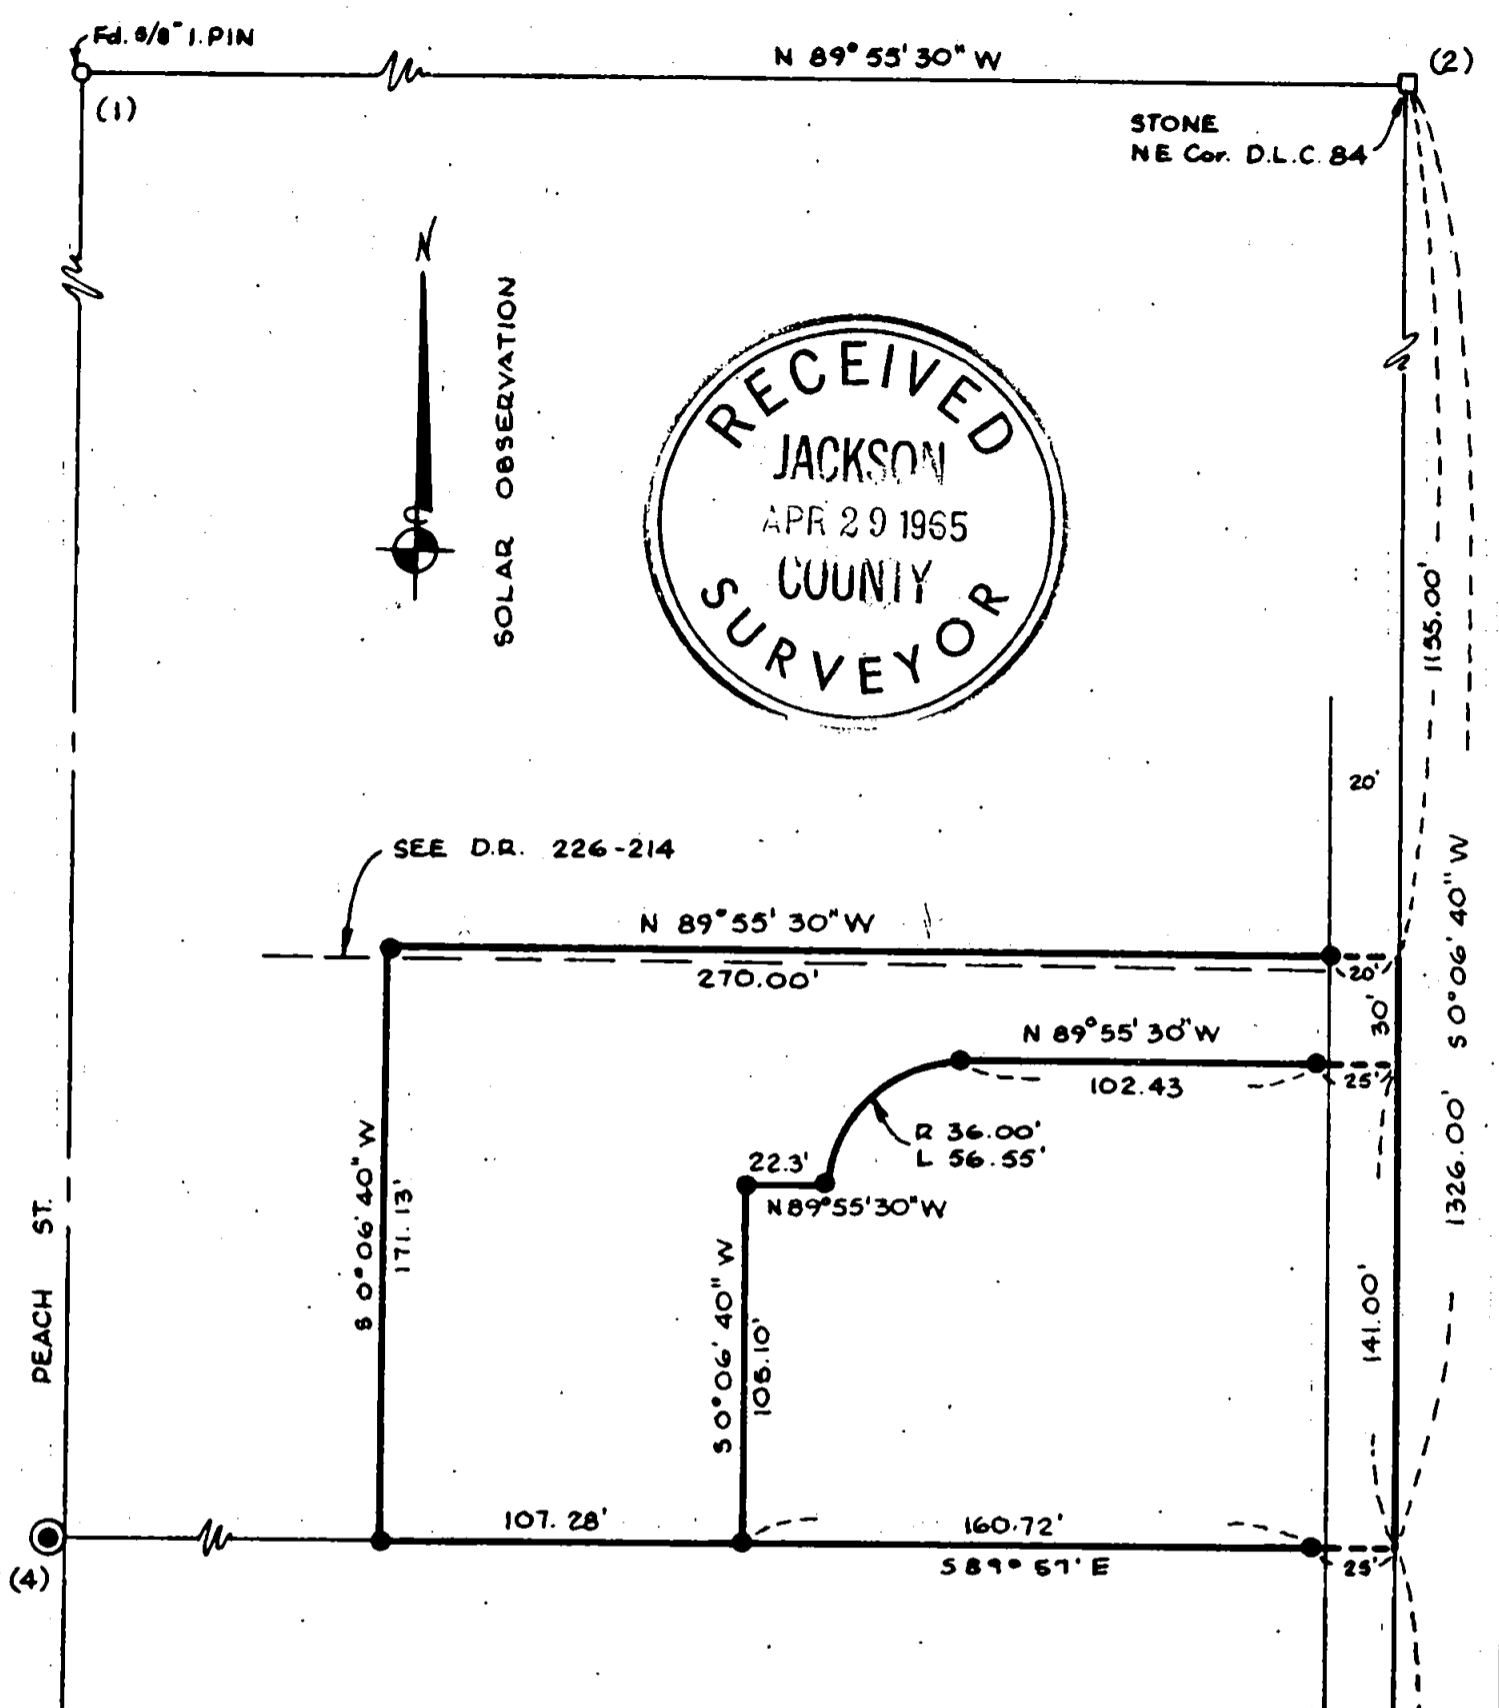 Fd. 5/8" I. PIN
N 89° 55' 30" W
(2)
(1)
STONE
NE Cor. D.L.C. 84
N
SOLAR OBSERVATION
RECEIVED
JACKSON
APR 29 1965
COUNTY
SURVEYOR
1155.00'
20'
SEE D.R. 226-214
N 89° 55' 30" W
270.00'
20'
S 0° 06' 40" W
1326.00'
30'
N 89° 55' 30" W
102.43
25'
R 36.00'
L 56.55'
22.3'
N 89° 55' 30" W
S 0° 06' 40" W
171.13'
S 0° 06' 40" W
PEACH ST.
141.00'
107.28'
160.72'
S 89° 57' E
25'
(4)